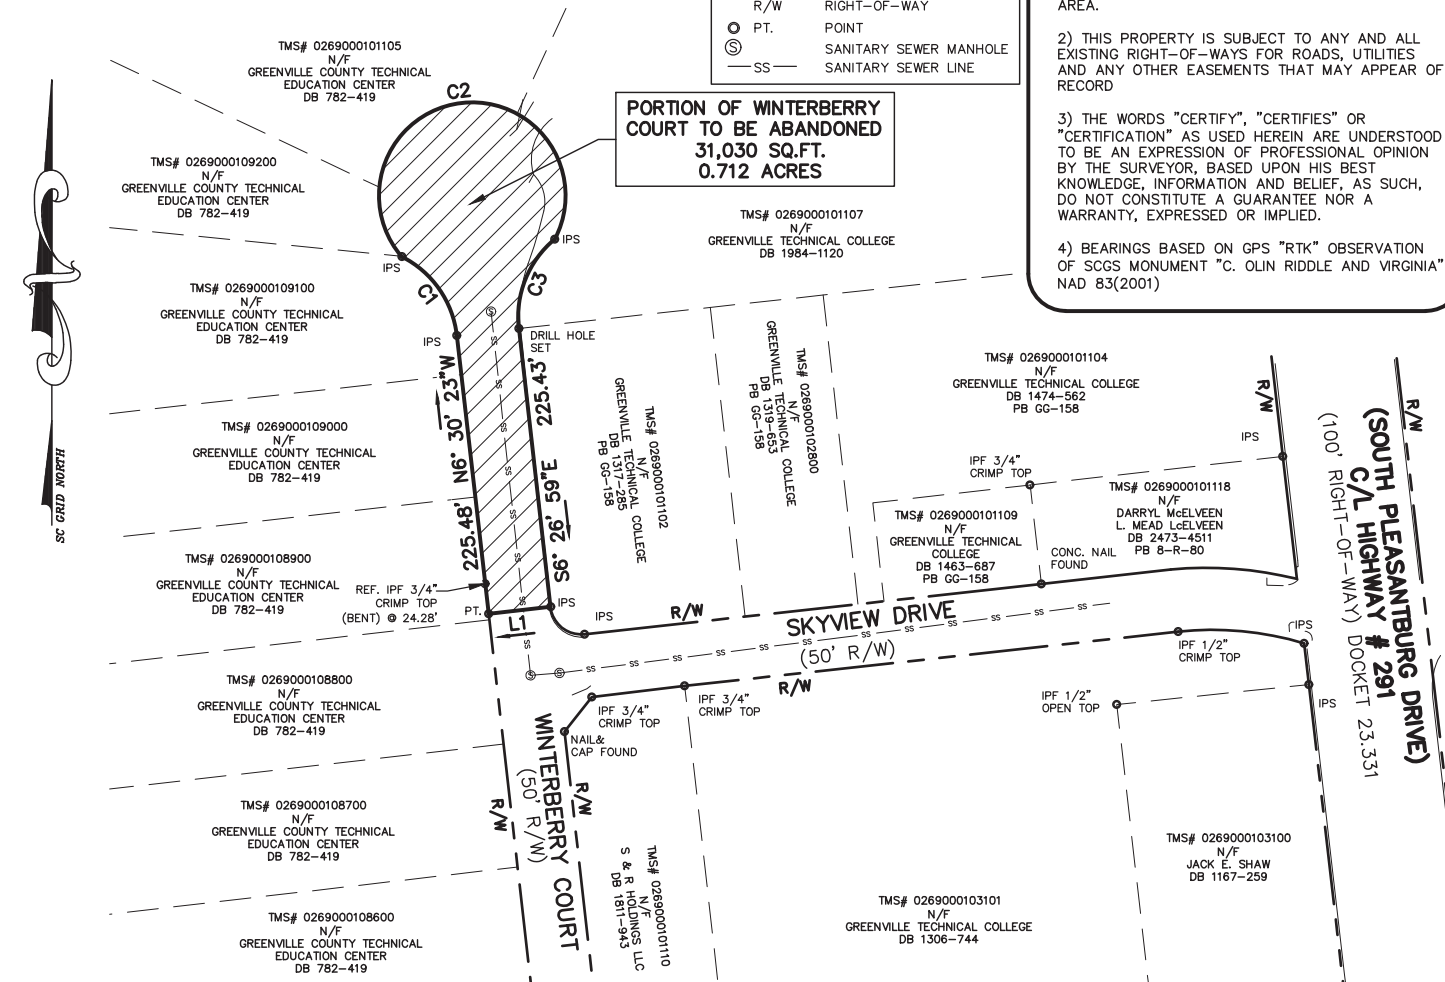 R/W RIGHT-OF-WAY
PT. POINT
S SANITARY SEWER MANHOLE
SS SANITARY SEWER LINE
AREA.
2) THIS PROPERTY IS SUBJECT TO ANY AND ALL
EXISTING RIGHT-OF-WAYS FOR ROADS, UTILITIES
AND ANY OTHER EASEMENTS THAT MAY APPEAR OF
RECORD
3) THE WORDS "CERTIFY", "CERTIFIES" OR
"CERTIFICATION" AS USED HEREIN ARE UNDERSTOOD
TO BE AN EXPRESSION OF PROFESSIONAL OPINION
BY THE SURVEYOR, BASED UPON HIS BEST
KNOWLEDGE, INFORMATION AND BELIEF, AS SUCH,
DO NOT CONSTITUTE A GUARANTEE NOR A
WARRANTY, EXPRESSED OR IMPLIED.
4) BEARINGS BASED ON GPS "RTK" OBSERVATION
OF SCGS MONUMENT "C. OLIN RIDDLE AND VIRGINIA"
NAD 83(2001)
PORTION OF WINTERBERRY
COURT TO BE ABANDONED
31,030 SQ.FT.
0.712 ACRES
TMS# 0269000101105
N/F
GREENVILLE COUNTY TECHNICAL
EDUCATION CENTER
DB 782-419
C2
TMS# 0269000109200
N/F
GREENVILLE COUNTY TECHNICAL
EDUCATION CENTER
DB 782-419
TMS# 0269000101107
N/F
GREENVILLE TECHNICAL COLLEGE
DB 1984-1120
IPS
IPS
C1
C3
TMS# 0269000109100
N/F
GREENVILLE COUNTY TECHNICAL
EDUCATION CENTER
DB 782-419
S
IPS
DRILL HOLE
SET
SC GRID NORTH
225.48' N6° 30' 23"W
225.43'
S6° 26' 59"E
SS
SS
SS
SS
SS
SS
TMS# 0269000101102
N/F
GREENVILLE TECHNICAL COLLEGE
DB 1317-285
PB GG-158
TMS# 0269000102800
N/F
GREENVILLE TECHNICAL COLLEGE
DB 1319-653
PB GG-158
TMS# 0269000101104
N/F
GREENVILLE TECHNICAL COLLEGE
DB 1474-562
PB GG-158
R/W
R/W
IPS
(SOUTH PLEASANTBURG DRIVE)
C/L HIGHWAY # 291
(100' RIGHT-OF-WAY) DOCKET 23.331
TMS# 0269000109000
N/F
GREENVILLE COUNTY TECHNICAL
EDUCATION CENTER
DB 782-419
IPF 3/4"
CRIMP TOP
TMS# 0269000101118
N/F
DARRYL McELVEEN
L. MEAD LcELVEEN
DB 2473-4511
PB 8-R-80
TMS# 0269000101109
N/F
GREENVILLE TECHNICAL
COLLEGE
DB 1463-687
PB GG-158
CONC. NAIL
FOUND
TMS# 0269000108900
N/F
GREENVILLE COUNTY TECHNICAL
EDUCATION CENTER
DB 782-419
REF. IPF 3/4"
CRIMP TOP
(BENT) @ 24.28'
PT.
IPS
L1
IPS
R/W
SKYVIEW DRIVE
(50' R/W)
SS
SS
SS
SS
SS
SS
SS
SS
S
S
R/W
IPF 1/2"
CRIMP TOP
IPS
IPS
TMS# 0269000108800
N/F
GREENVILLE COUNTY TECHNICAL
EDUCATION CENTER
DB 782-419
IPF 3/4"
CRIMP TOP
IPF 3/4"
CRIMP TOP
IPF 1/2"
OPEN TOP
NAIL&
CAP FOUND
WINTERBERRY COURT
(50' R/W)
R/W
R/W
TMS# 0269000108700
N/F
GREENVILLE COUNTY TECHNICAL
EDUCATION CENTER
DB 782-419
TMS# 0269000101110
N/F
S & R HOLDINGS LLC
DB 1811-943
TMS# 0269000103100
N/F
JACK E. SHAW
DB 1167-259
TMS# 0269000103101
N/F
GREENVILLE TECHNICAL COLLEGE
DB 1306-744
TMS# 0269000108600
N/F
GREENVILLE COUNTY TECHNICAL
EDUCATION CENTER
DB 782-419